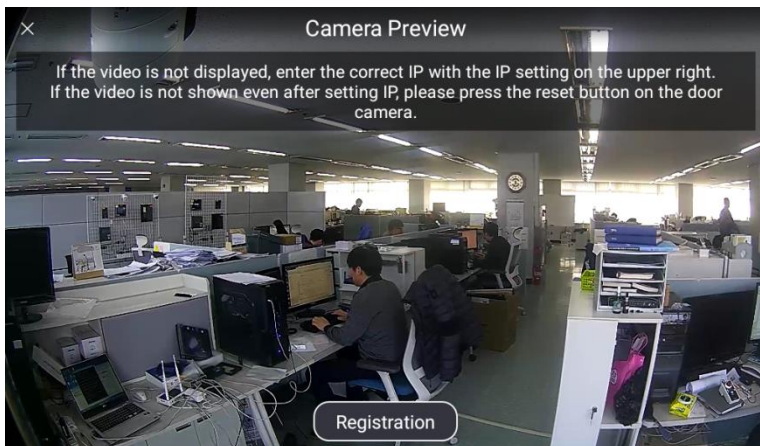 Camera Preview
If the video is not displayed, enter the correct IP with the IP setting on the upper right.
If the video is not shown even after setting IP, please press the reset button on the door
camera.
Registration